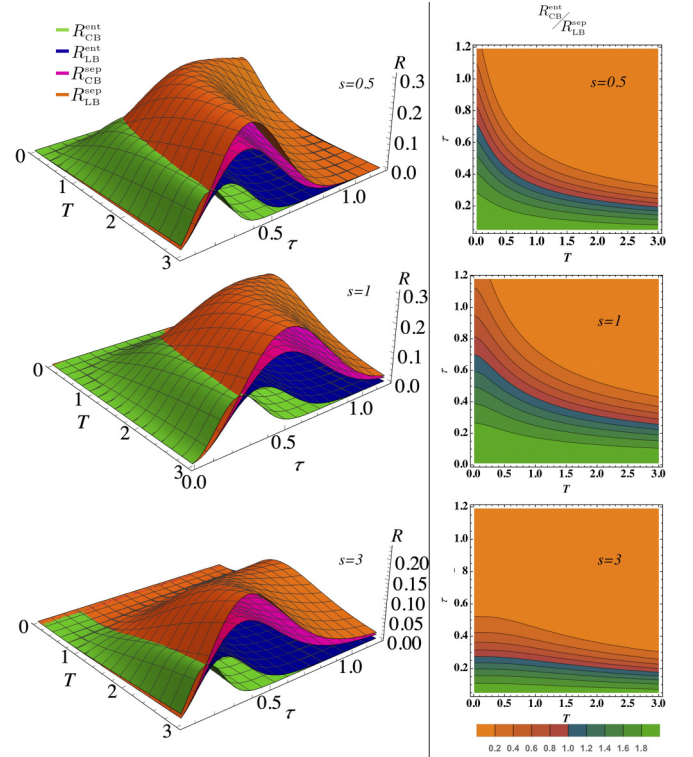 R_CB^ent
R_LB^ent
R_CB^sep
R_LB^sep
s=0.5
R
0.3
0.2
0.1
0.0
0
1
2
3
T
0.5
1.0
τ
R_CB^ent / R_LB^sep
1.2
1.0
0.8
0.6
0.4
0.2
s=0.5
τ
0.0 0.5 1.0 1.5 2.0 2.5 3.0
T
s=1
R
0.3
0.2
0.1
0.0
0
1
2
3
T
0.0
0.5
1.0
τ
1.2
1.0
0.8
0.6
0.4
0.2
0.0
s=1
τ
0.0 0.5 1.0 1.5 2.0 2.5 3.0
T
s=3
R
0.20
0.15
0.10
0.05
0.00
0
1
2
3
T
0.5
1.0
τ
1.2
1.0
8
6
4
0.2
s=3
τ
0.0 0.5 1.0 1.5 2.0 2.5 3.0
T
0.2 0.4 0.6 0.8 1.0 1.2 1.4 1.6 1.8